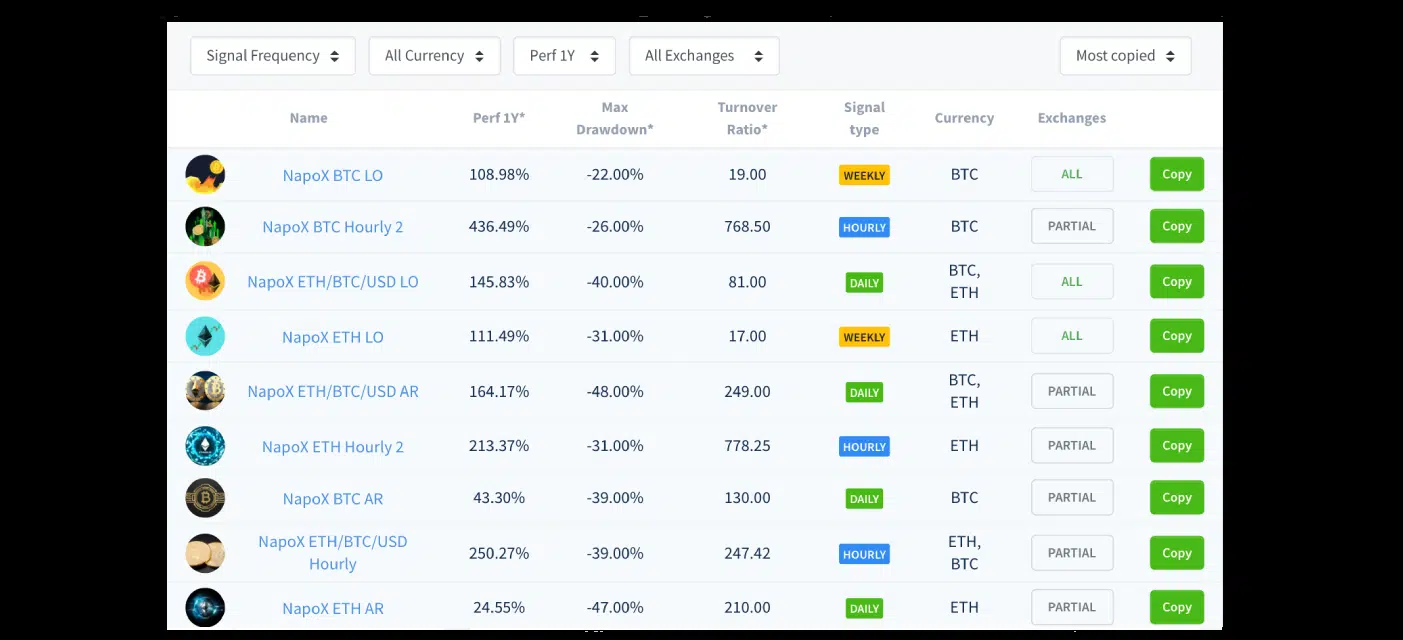 Signal Frequency All Currency Perf 1Y All Exchanges Most copied
Name Perf 1Y* Max Drawdown* Turnover Ratio* Signal type Currency Exchanges
NapoX BTC LO 108.98% -22.00% 19.00 WEEKLY BTC ALL Copy
NapoX BTC Hourly 2 436.49% -26.00% 768.50 HOURLY BTC PARTIAL Copy
NapoX ETH/BTC/USD LO 145.83% -40.00% 81.00 DAILY BTC, ETH ALL Copy
NapoX ETH LO 111.49% -31.00% 17.00 WEEKLY ETH ALL Copy
NapoX ETH/BTC/USD AR 164.17% -48.00% 249.00 DAILY BTC, ETH PARTIAL Copy
NapoX ETH Hourly 2 213.37% -31.00% 778.25 HOURLY ETH PARTIAL Copy
NapoX BTC AR 43.30% -39.00% 130.00 DAILY BTC PARTIAL Copy
NapoX ETH/BTC/USD Hourly 250.27% -39.00% 247.42 HOURLY ETH, BTC PARTIAL Copy
NapoX ETH AR 24.55% -47.00% 210.00 DAILY ETH PARTIAL Copy